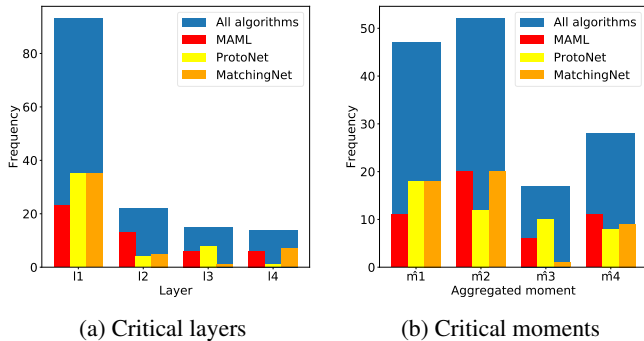 All algorithms
MAML
ProtoNet
MatchingNet
Frequency
80
60
40
20
0
l1 l2 l3 l4
Layer
(a) Critical layers
All algorithms
MAML
ProtoNet
MatchingNet
Frequency
50
40
30
20
10
0
m̂1 m̂2 m̂3 m̂4
Aggregated moment
(b) Critical moments